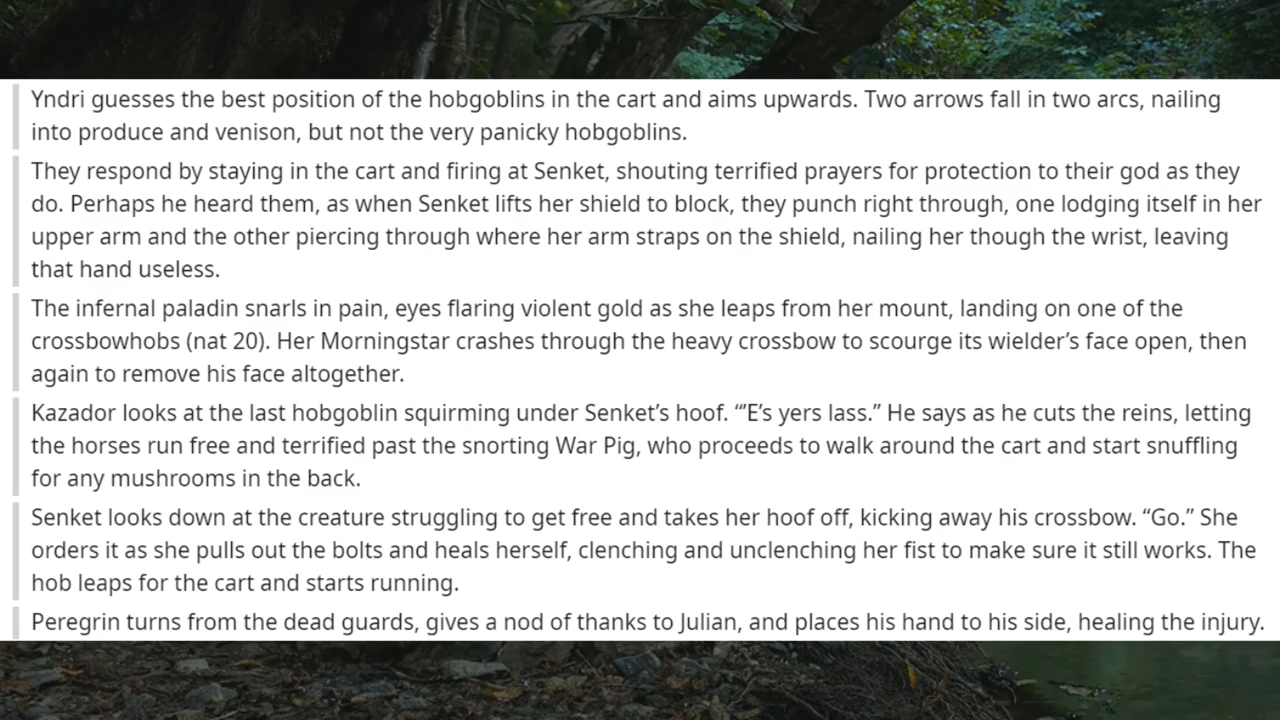 Yndri guesses the best position of the hobgoblins in the cart and aims upwards. Two arrows fall in two arcs, nailing
into produce and venison, but not the very panicky hobgoblins.
They respond by staying in the cart and firing at Senket, shouting terrified prayers for protection to their god as they
do. Perhaps he heard them, as when Senket lifts her shield to block, they punch right through, one lodging itself in her
upper arm and the other piercing through where her arm straps on the shield, nailing her though the wrist, leaving
that hand useless.
The infernal paladin snarls in pain, eyes flaring violent gold as she leaps from her mount, landing on one of the
crossbowhobs (nat 20). Her Morningstar crashes through the heavy crossbow to scourge its wielder’s face open, then
again to remove his face altogether.
Kazador looks at the last hobgoblin squirming under Senket’s hoof. “’E’s yers lass.” He says as he cuts the reins, letting
the horses run free and terrified past the snorting War Pig, who proceeds to walk around the cart and start snuffling
for any mushrooms in the back.
Senket looks down at the creature struggling to get free and takes her hoof off, kicking away his crossbow. “Go.” She
orders it as she pulls out the bolts and heals herself, clenching and unclenching her fist to make sure it still works. The
hob leaps for the cart and starts running.
Peregrin turns from the dead guards, gives a nod of thanks to Julian, and places his hand to his side, healing the injury.